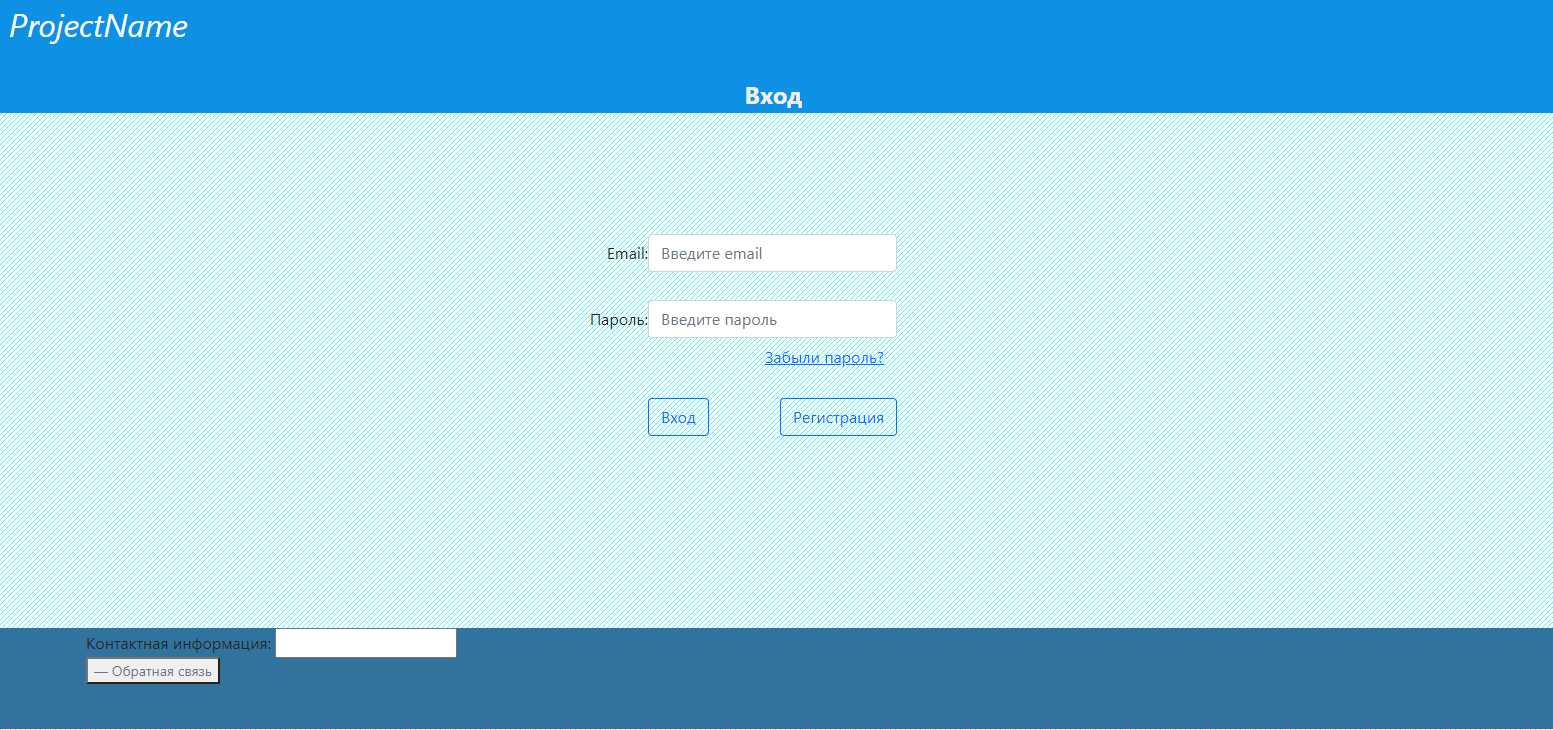 ProjectName
Вход
Email: Введите email
Пароль: Введите пароль
Забыли пароль?
Вход Регистрация
Контактная информация:
— Обратная связь